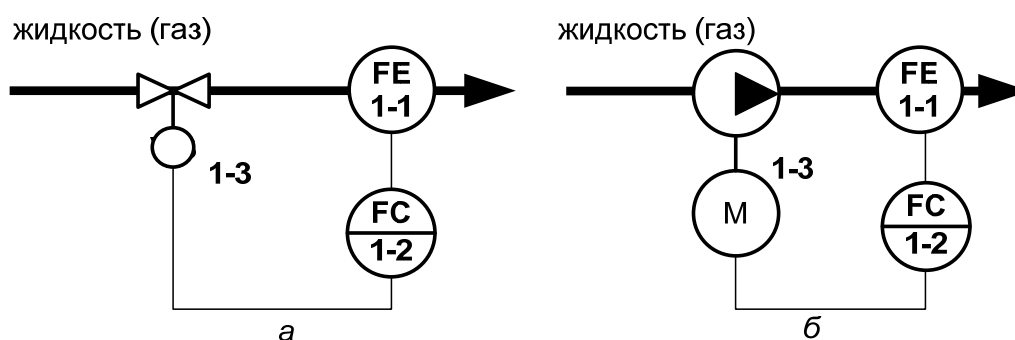 жидкость (газ)
FE
1-1
1-3
FC
1-2
а
жидкость (газ)
FE
1-1
1-3
М
FC
1-2
б